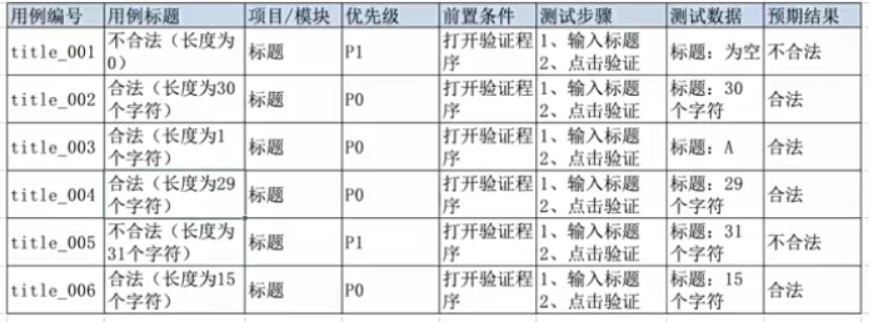 用例编号 用例标题 项目/模块 优先级 前置条件 测试步骤 测试数据 预期结果
title_001 不合法（长度为0） 标题 P1 打开验证程序 1、输入标题 2、点击验证 标题：为空 不合法
title_002 合法（长度为30个字符） 标题 P0 打开验证程序 1、输入标题 2、点击验证 标题：30个字符 合法
title_003 合法（长度为1个字符） 标题 P0 打开验证程序 1、输入标题 2、点击验证 标题：A 合法
title_004 合法（长度为29个字符） 标题 P0 打开验证程序 1、输入标题 2、点击验证 标题：29个字符 合法
title_005 不合法（长度为31个字符） 标题 P1 打开验证程序 1、输入标题 2、点击验证 标题：31个字符 不合法
title_006 合法（长度为15个字符） 标题 P0 打开验证程序 1、输入标题 2、点击验证 标题：15个字符 合法